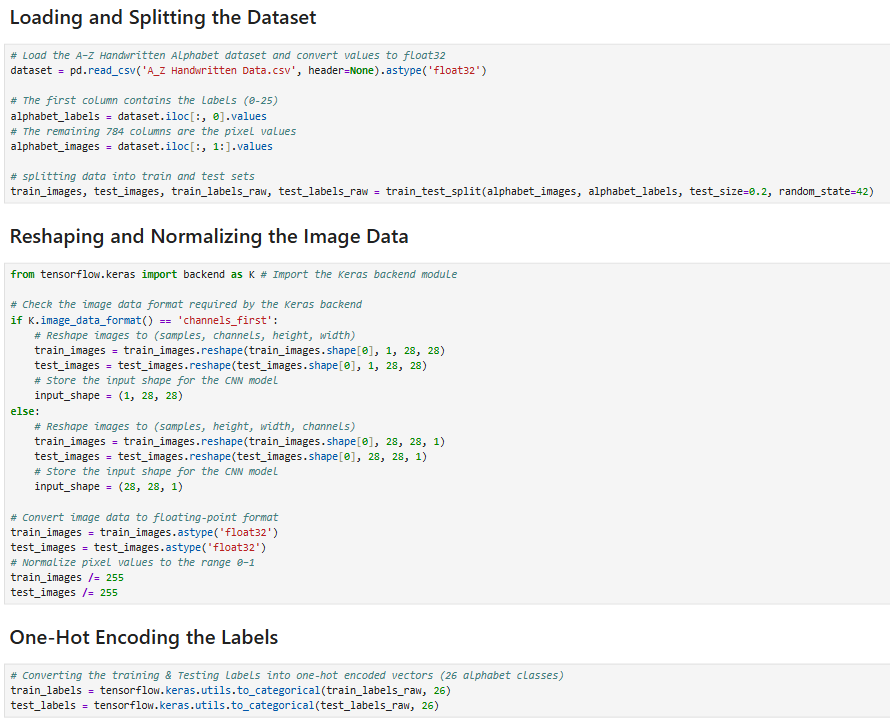 Loading and Splitting the Dataset
# Load the A-Z Handwritten Alphabet dataset and convert values to float32
dataset = pd.read_csv('A_Z Handwritten Data.csv', header=None).astype('float32')
# The first column contains the labels (0-25)
alphabet_labels = dataset.iloc[:, 0].values
# The remaining 784 columns are the pixel values
alphabet_images = dataset.iloc[:, 1:].values
# splitting data into train and test sets
train_images, test_images, train_labels_raw, test_labels_raw = train_test_split(alphabet_images, alphabet_labels, test_size=0.2, random_state=42)
Reshaping and Normalizing the Image Data
from tensorflow.keras import backend as K # Import the Keras backend module
# Check the image data format required by the Keras backend
if K.image_data_format() == 'channels_first':
    # Reshape images to (samples, channels, height, width)
    train_images = train_images.reshape(train_images.shape[0], 1, 28, 28)
    test_images = test_images.reshape(test_images.shape[0], 1, 28, 28)
    # Store the input shape for the CNN model
    input_shape = (1, 28, 28)
else:
    # Reshape images to (samples, height, width, channels)
    train_images = train_images.reshape(train_images.shape[0], 28, 28, 1)
    test_images = test_images.reshape(test_images.shape[0], 28, 28, 1)
    # Store the input shape for the CNN model
    input_shape = (28, 28, 1)
# Convert image data to floating-point format
train_images = train_images.astype('float32')
test_images = test_images.astype('float32')
# Normalize pixel values to the range 0-1
train_images /= 255
test_images /= 255
One-Hot Encoding the Labels
# Converting the training & Testing labels into one-hot encoded vectors (26 alphabet classes)
train_labels = tensorflow.keras.utils.to_categorical(train_labels_raw, 26)
test_labels = tensorflow.keras.utils.to_categorical(test_labels_raw, 26)